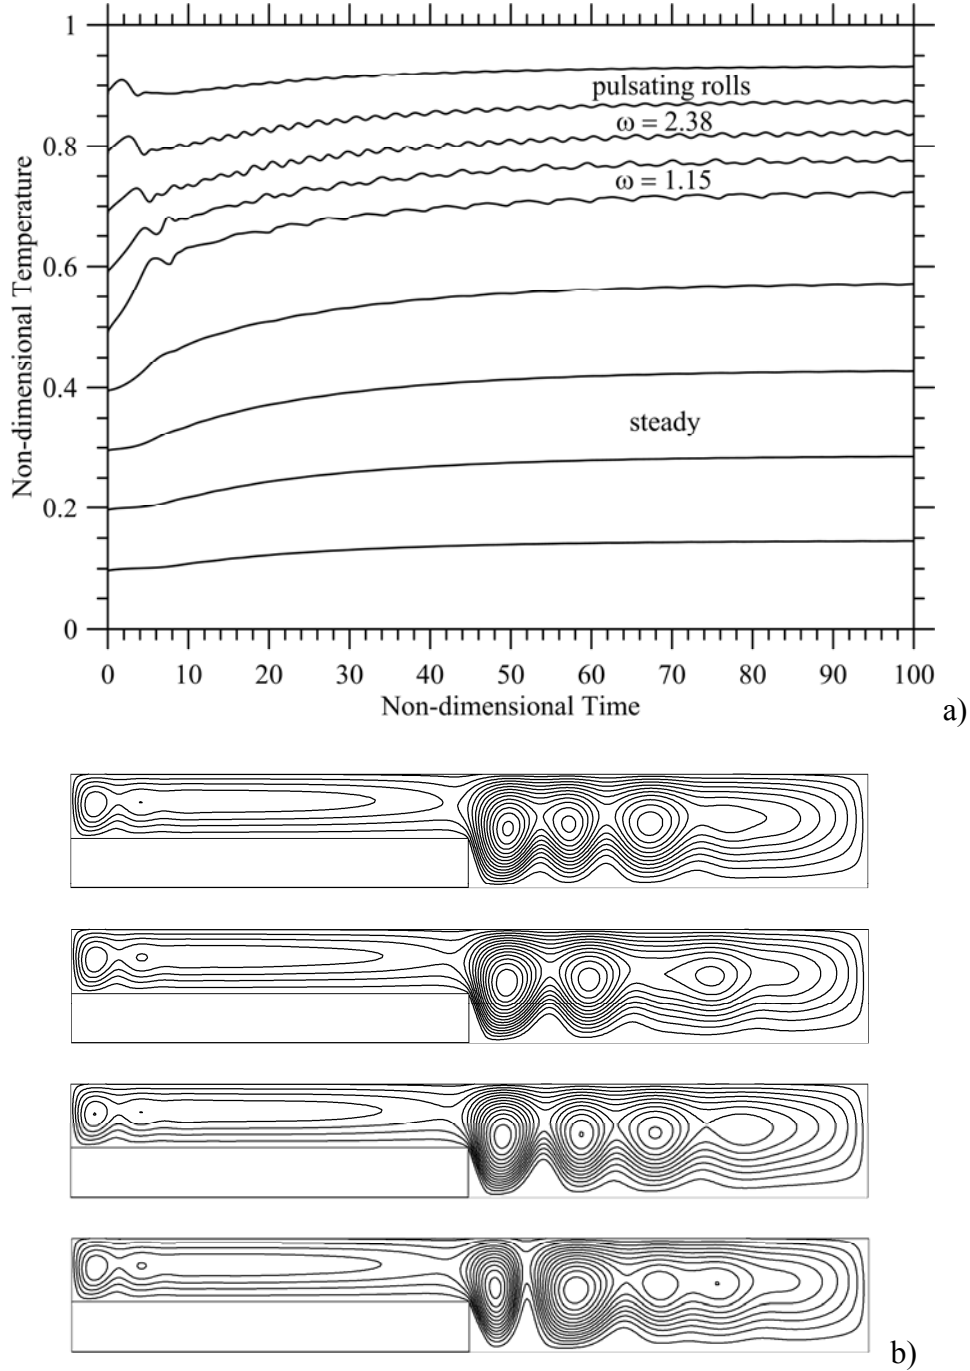 1
0.8
0.6
0.4
0.2
0
Non-dimensional Temperature
pulsating rolls
ω = 2.38
ω = 1.15
steady
0 10 20 30 40 50 60 70 80 90 100
Non-dimensional Time
a)
b)